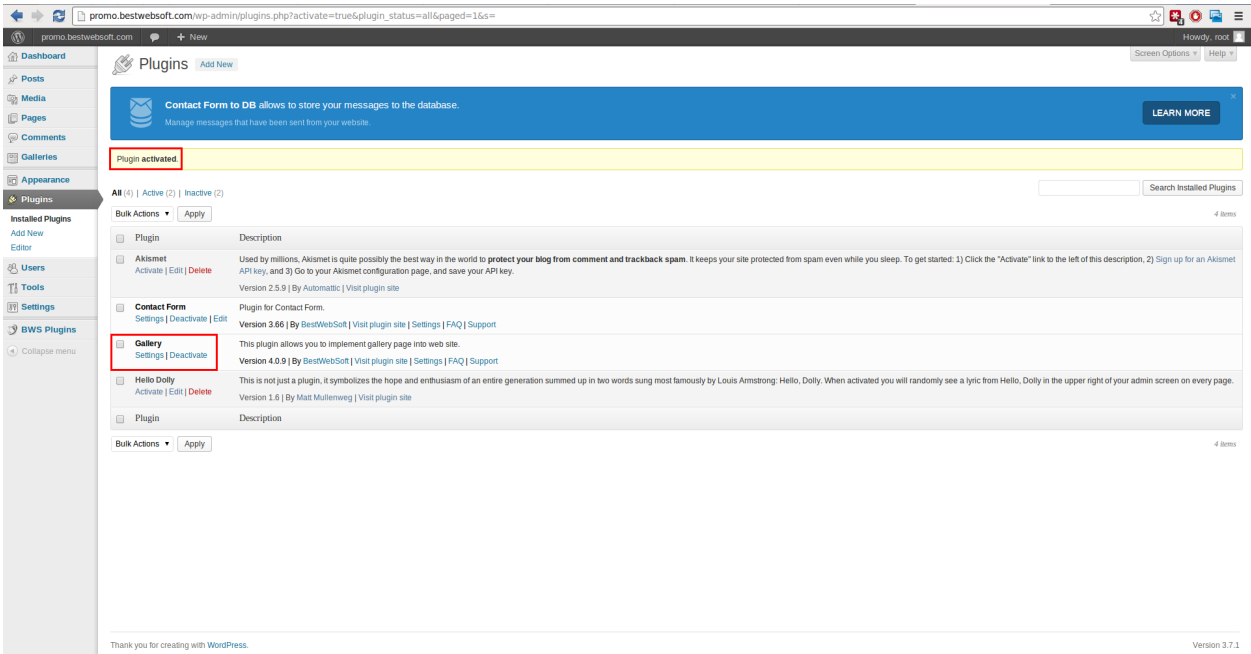 promo.bestwebsoft.com/wp-admin/plugins.php?activate=true&plugin_status=all&paged=1&s=
promo.bestwebsoft.com + New Howdy, root
Screen Options Help
Dashboard
Posts
Media
Pages
Comments
Galleries
Appearance
Plugins
Installed Plugins
Add New
Editor
Users
Tools
Settings
BWS Plugins
Collapse menu
Plugins Add New
Contact Form to DB allows to store your messages to the database.
Manage messages that have been sent from your website.
LEARN MORE
Plugin activated.
All (4) | Active (2) | Inactive (2)
Search Installed Plugins
Bulk Actions Apply
4 items
Plugin Description
Akismet
Activate | Edit | Delete
Used by millions, Akismet is quite possibly the best way in the world to protect your blog from comment and trackback spam. It keeps your site protected from spam even while you sleep. To get started: 1) Click the "Activate" link to the left of this description, 2) Sign up for an Akismet
API key, and 3) Go to your Akismet configuration page, and save your API key.
Version 2.5.9 | By Automattic | Visit plugin site
Contact Form
Settings | Deactivate | Edit
Plugin for Contact Form.
Version 3.66 | By BestWebSoft | Visit plugin site | Settings | FAQ | Support
Gallery
Settings | Deactivate
This plugin allows you to implement gallery page into web site.
Version 4.0.9 | By BestWebSoft | Visit plugin site | Settings | FAQ | Support
Hello Dolly
Activate | Edit | Delete
This is not just a plugin, it symbolizes the hope and enthusiasm of an entire generation summed up in two words sung most famously by Louis Armstrong: Hello, Dolly. When activated you will randomly see a lyric from Hello, Dolly in the upper right of your admin screen on every page.
Version 1.6 | By Matt Mullenweg | Visit plugin site
Plugin Description
Bulk Actions Apply
4 items
Thank you for creating with WordPress.
Version 3.7.1